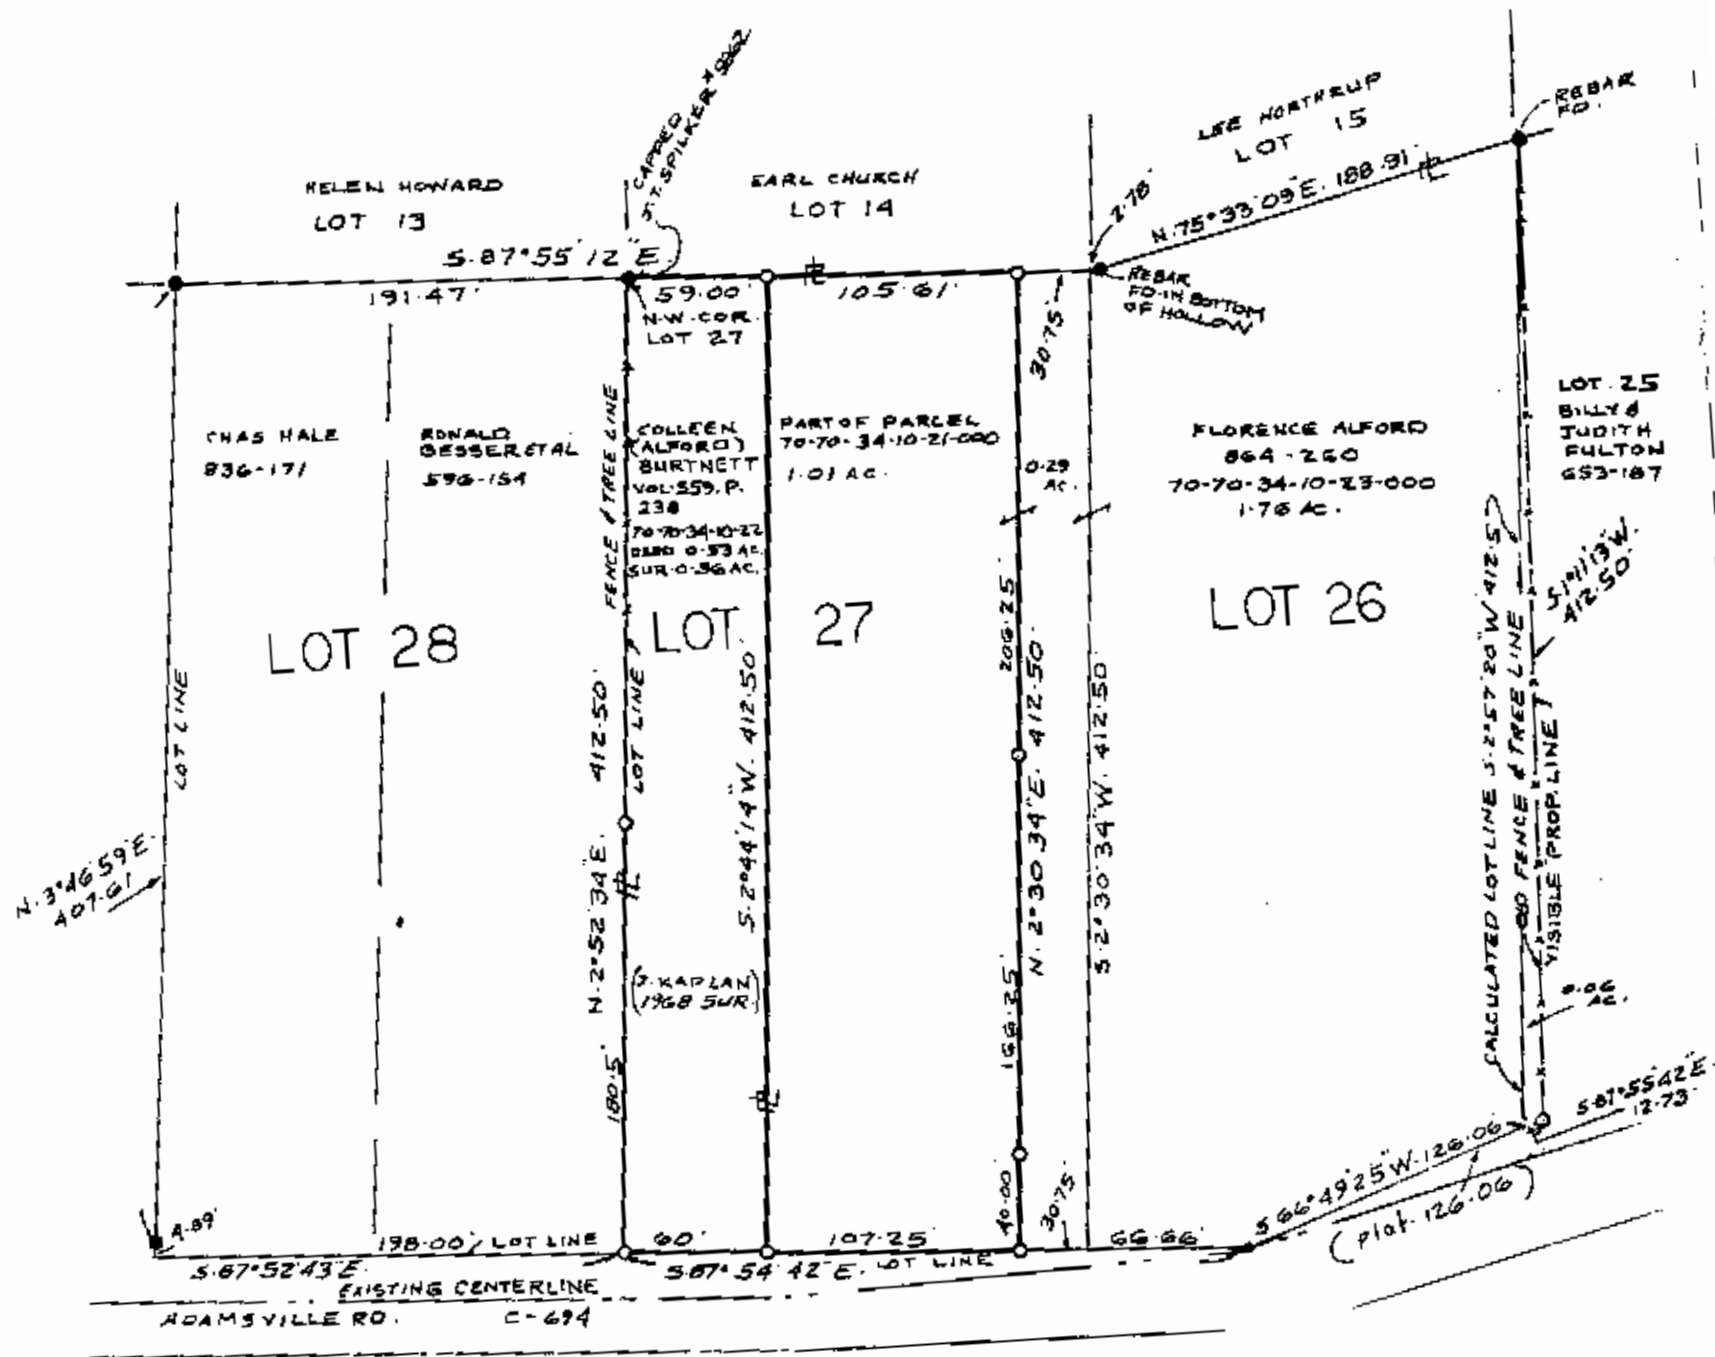 CAPPED
J.T. SPILKER #5862
HELEN HOWARD
LOT 13
EARL CHURCH
LOT 14
LEE NORTHRUP
LOT 15
REBAR
FD.
S.87°55'12"E.
191.47'
59.00'
105.61'
2.78'
N.75°33'09"E. 188.91'
N.W. COR.
LOT 27
30.75'
REBAR
FD. IN BOTTOM
OF HOLLOW
CHAS HALE
836-171
RONALD
BESSER ETAL
596-154
FENCE & TREE LINE
COLLEEN
(ALFORD)
BURTNETT
VOL. 559, P.
238
70-70-34-10-22
DEED 0.53 AC.
SUR. 0.36 AC.
PART OF PARCEL
70-70-34-10-21-000
1.01 AC.
0.29
AC.
FLORENCE ALFORD
864-260
70-70-34-10-23-000
1.76 AC.
LOT 25
BILLY &
JUDITH
FULTON
653-187
LOT 28
LOT 27
LOT 26
LOT LINE
N.3°46'59"E.
407.61
N.2°52'34"E. 412.50'
LOT LINE
180.5'
(J. KAPLAN
1968 SUR.)
S.2°44'14"W. 412.50'
206.25'
166.25'
40.00'
N.2°30'34"E. 412.50'
S.2°30'34"W. 412.50'
CALCULATED LOT LINE S.2°57'20"W 412.5
FENCE & TREE LINE
VISIBLE PROP. LINE
S.1°11'13"W.
412.50'
0.06
AC.
4.89'
198.00' LOT LINE
60'
107.25'
30.75'
66.66'
S.66°49'25"W. 126.06
(plat. 126.06)
S.87°55'42"E.
12.73'
S.87°52'43"E.
S.87°54'42"E. LOT LINE
EXISTING CENTERLINE
ADAMSVILLE RD. C-694